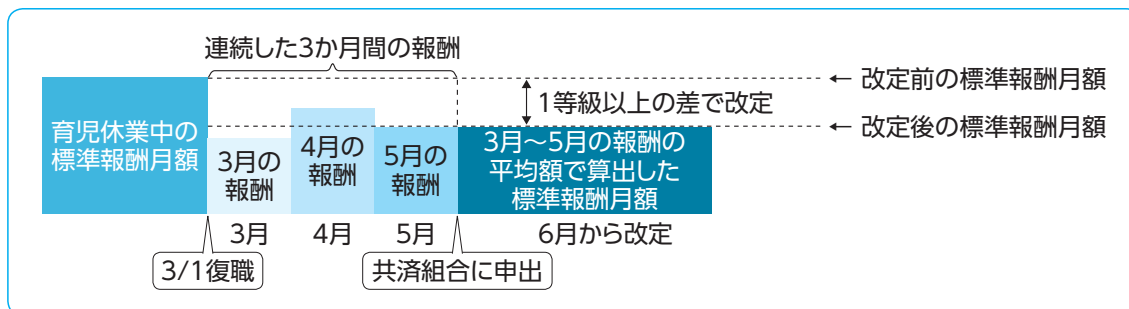 連続した3か月間の報酬
← 改定前の標準報酬月額
1等級以上の差で改定
← 改定後の標準報酬月額
育児休業中の
標準報酬月額
3月の
報酬
4月の
報酬
5月の
報酬
3月～5月の報酬の
平均額で算出した
標準報酬月額
3月
4月
5月
6月から改定
3/1復職
共済組合に申出